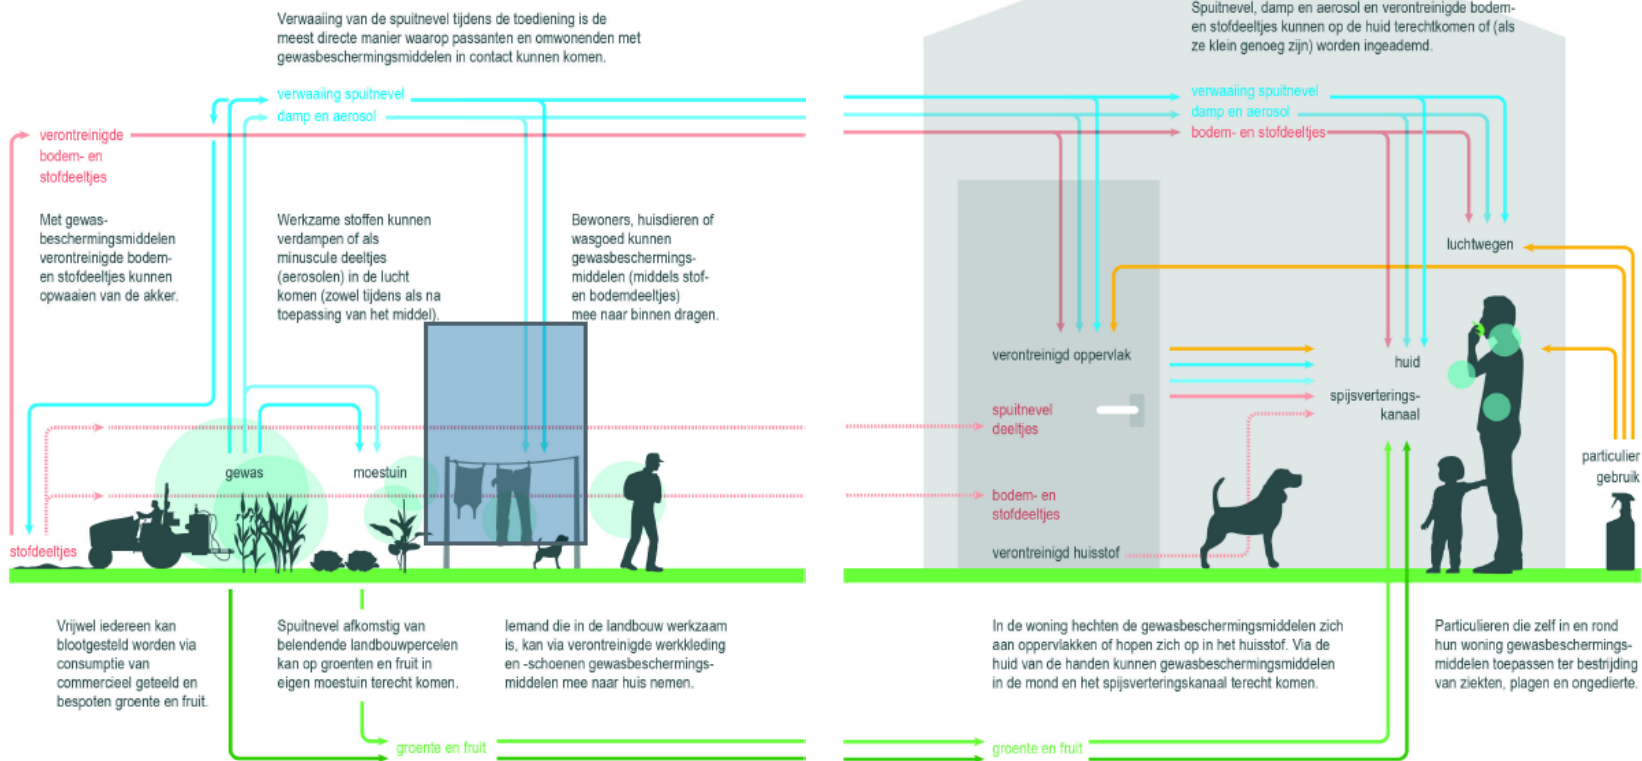 Verwaaiing van de spuitnevel tijdens de toediening is de
meest directe manier waarop passanten en omwonenden met
gewasbeschermingsmiddelen in contact kunnen komen.
verwaaiing spuitnevel
damp en aerosol
verontreinigde
bodem- en
stofdeeltjes
Met gewas-
beschermingsmiddelen
verontreinigde bodem-
en stofdeeltjes kunnen
opwaaien van de akker.
Werkzame stoffen kunnen
verdampen of als
minuscule deeltjes
(aerosolen) in de lucht
komen (zowel tijdens als na
toepassing van het middel).
Bewoners, huisdieren of
wasgoed kunnen
gewasbeschermings-
middelen (middels stof-
en bodemdeeltjes)
mee naar binnen dragen.
gewas
moestuin
stofdeeltjes
Vrijwel iedereen kan
blootgesteld worden via
consumptie van
commercieel geteeld en
bespoten groente en fruit.
Spuitnevel afkomstig van
belendende landbouwpercelen
kan op groenten en fruit in
eigen moestuin terecht komen.
Iemand die in de landbouw werkzaam
is, kan via verontreinigde werkkleding
en -schoenen gewasbeschermings-
middelen mee naar huis nemen.
groente en fruit
Spuitnevel, damp en aerosol en verontreinigde bodem-
en stofdeeltjes kunnen op de huid terechtkomen of (als
ze klein genoeg zijn) worden ingeademd.
verwaaiing spuitnevel
damp en aerosol
bodem- en stofdeeltjes
luchtwegen
verontreinigd oppervlak
huid
spijsverterings-
kanaal
spuitnevel
deeltjes
bodem- en
stofdeeltjes
verontreinigd huisstof
particulier
gebruik
In de woning hechten de gewasbeschermingsmiddelen zich
aan oppervlakken of hopen zich op in het huisstof. Via de
huid van de handen kunnen gewasbeschermingsmiddelen
in de mond en het spijsverteringskanaal terecht komen.
Particulieren die zelf in en rond
hun woning gewasbeschermings-
middelen toepassen ter bestrijding
van ziekten, plagen en ongedierte.
groente en fruit